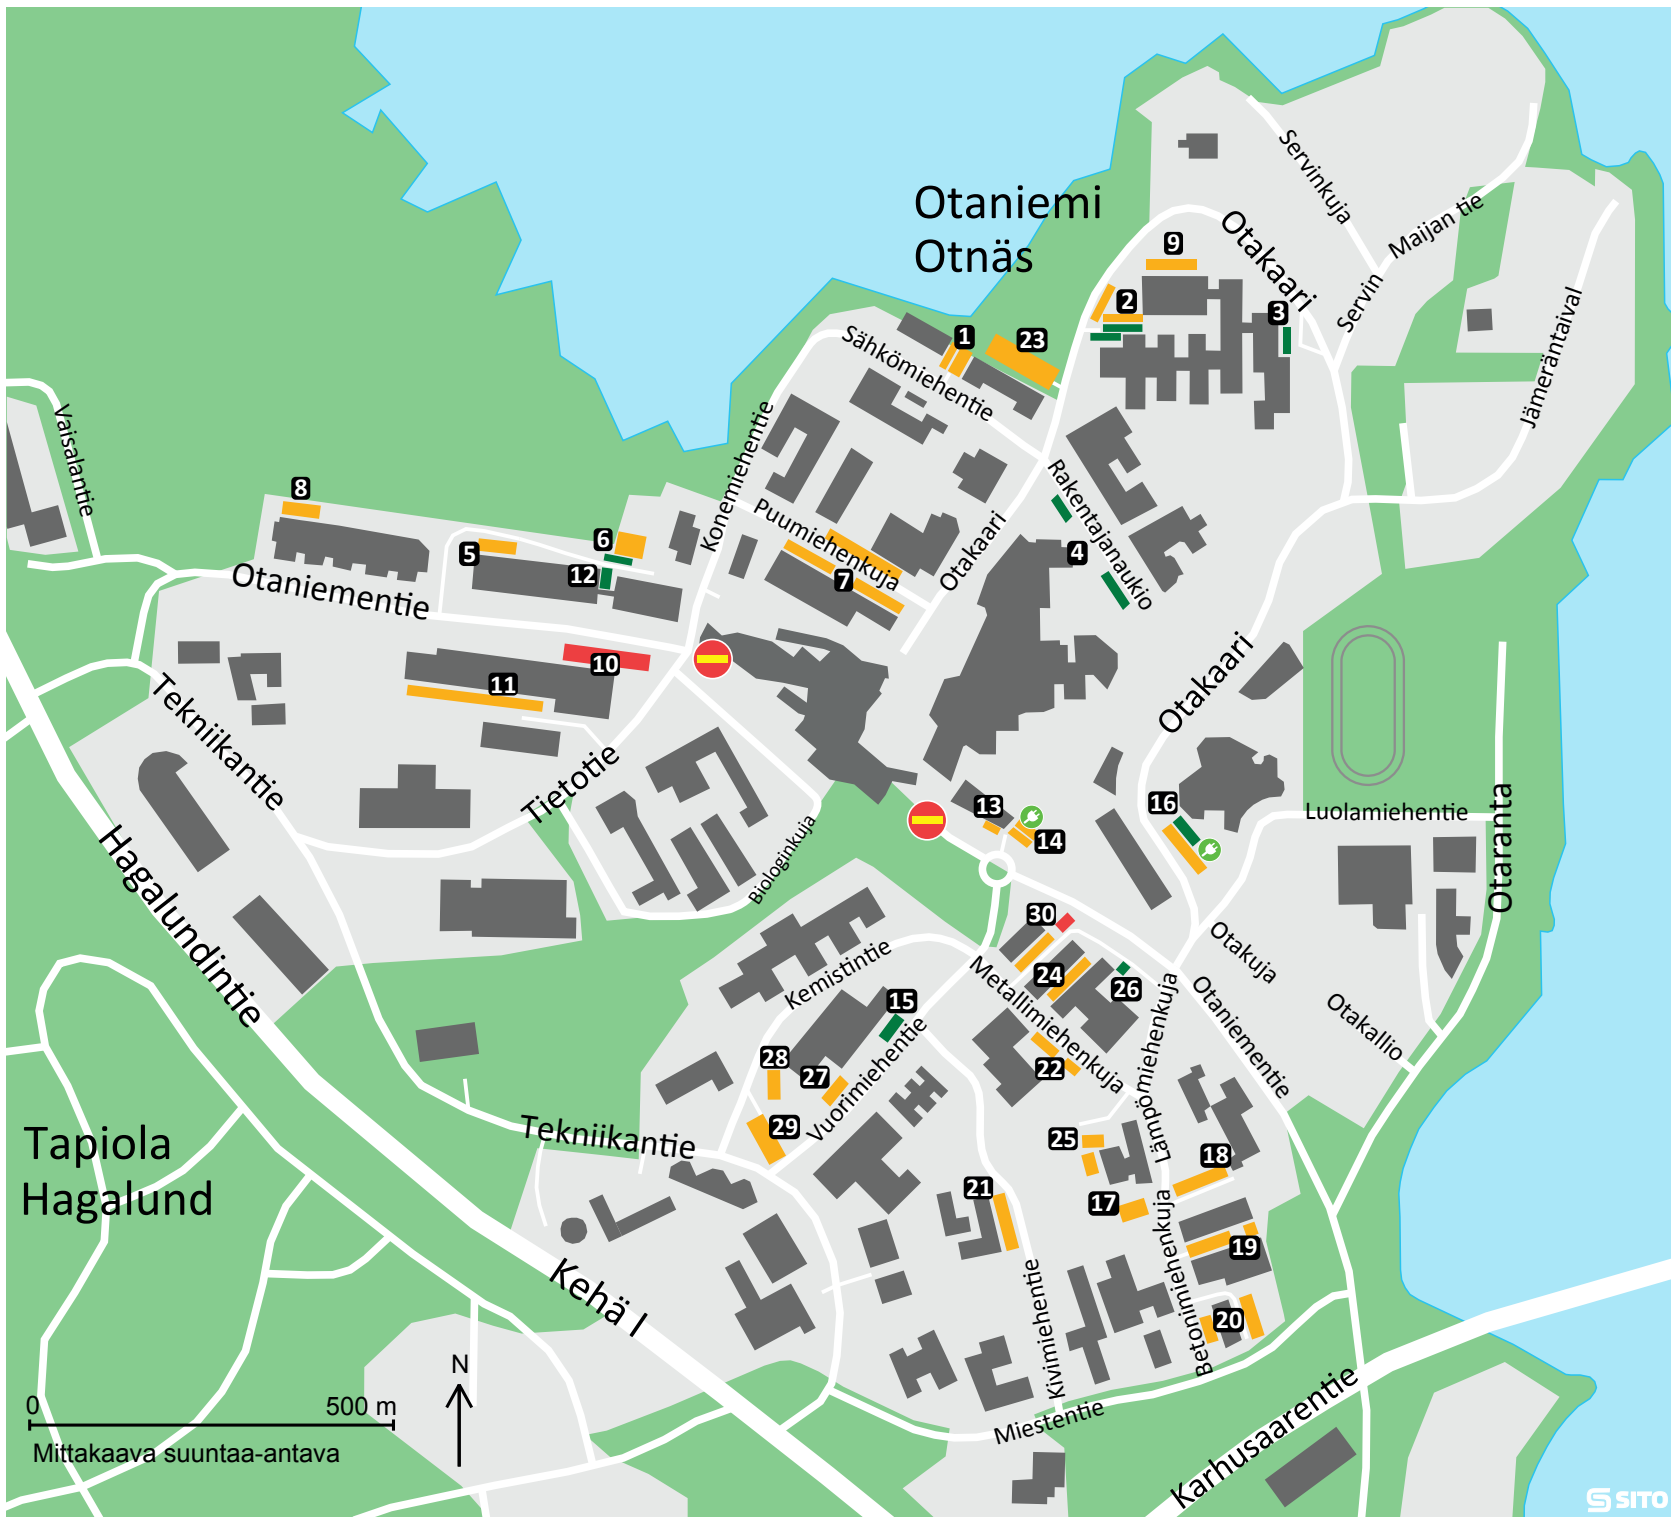 Otaniemi
Otnäs
Servinkuja
Servin Maijan tie
Otakaari
9
2
3
1
23
Sähkömiehentie
Jämeräntaival
Vaisalantie
Konemiehentie
Rakentajanaukio
Puumiehenkuja
Otakaari
8
5
6
12
4
7
Otaniementie
10
11
Otakaari
Tekniikantie
Tietotie
Biologinkuja
13
14
16
Luolamiehentie
Otaranta
Hagalundintie
30
24
26
Kemistintie
Metallimiehenkuja
Otakuja
Otakallio
15
Otaniementie
Lämpömiehenkuja
28
27
22
Vuorimiehentie
29
25
Tekniikantie
Tapiola
Hagalund
18
21
17
19
20
Betonimiehenkuja
Kivimiehentie
Kehä I
Miestentie
Karhusaarentie
N
0 500 m
Mittakaava suuntaa-antava
SITO